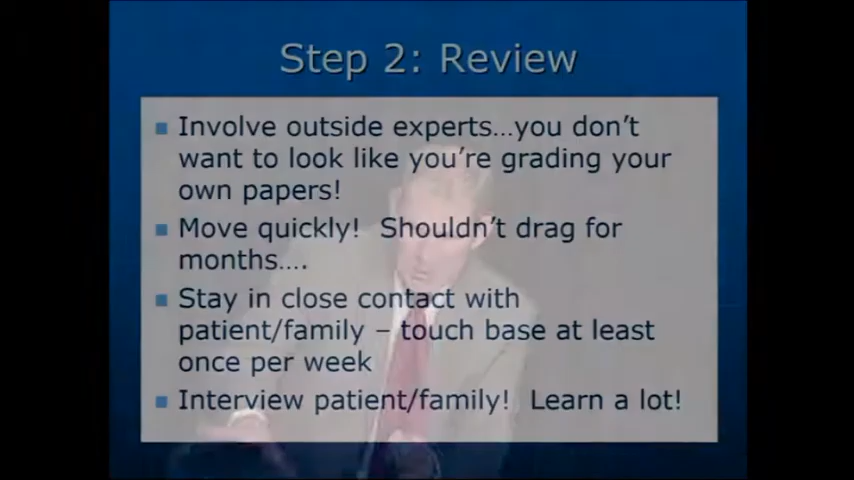 Step 2: Review
Involve outside experts...you don't
want to look like you're grading your
own papers!
Move quickly!  Shouldn't drag for
months....
Stay in close contact with
patient/family – touch base at least
once per week
Interview patient/family!  Learn a lot!